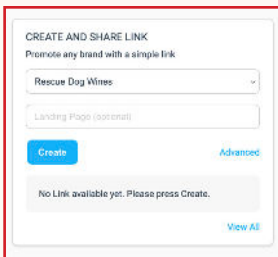 CREATE AND SHARE LINK
Promote any brand with a simple link
Rescue Dog Wines
Landing Page (optional)
Create Advanced
No Link available yet. Please press Create.
View All